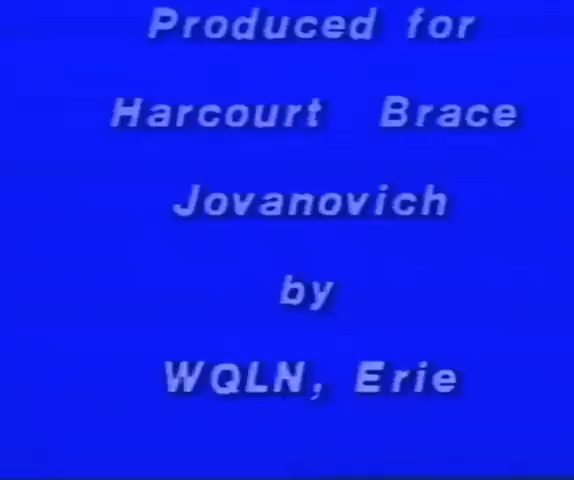 Produced for
Harcourt Brace
Jovanovich
by
WQLN, Erie